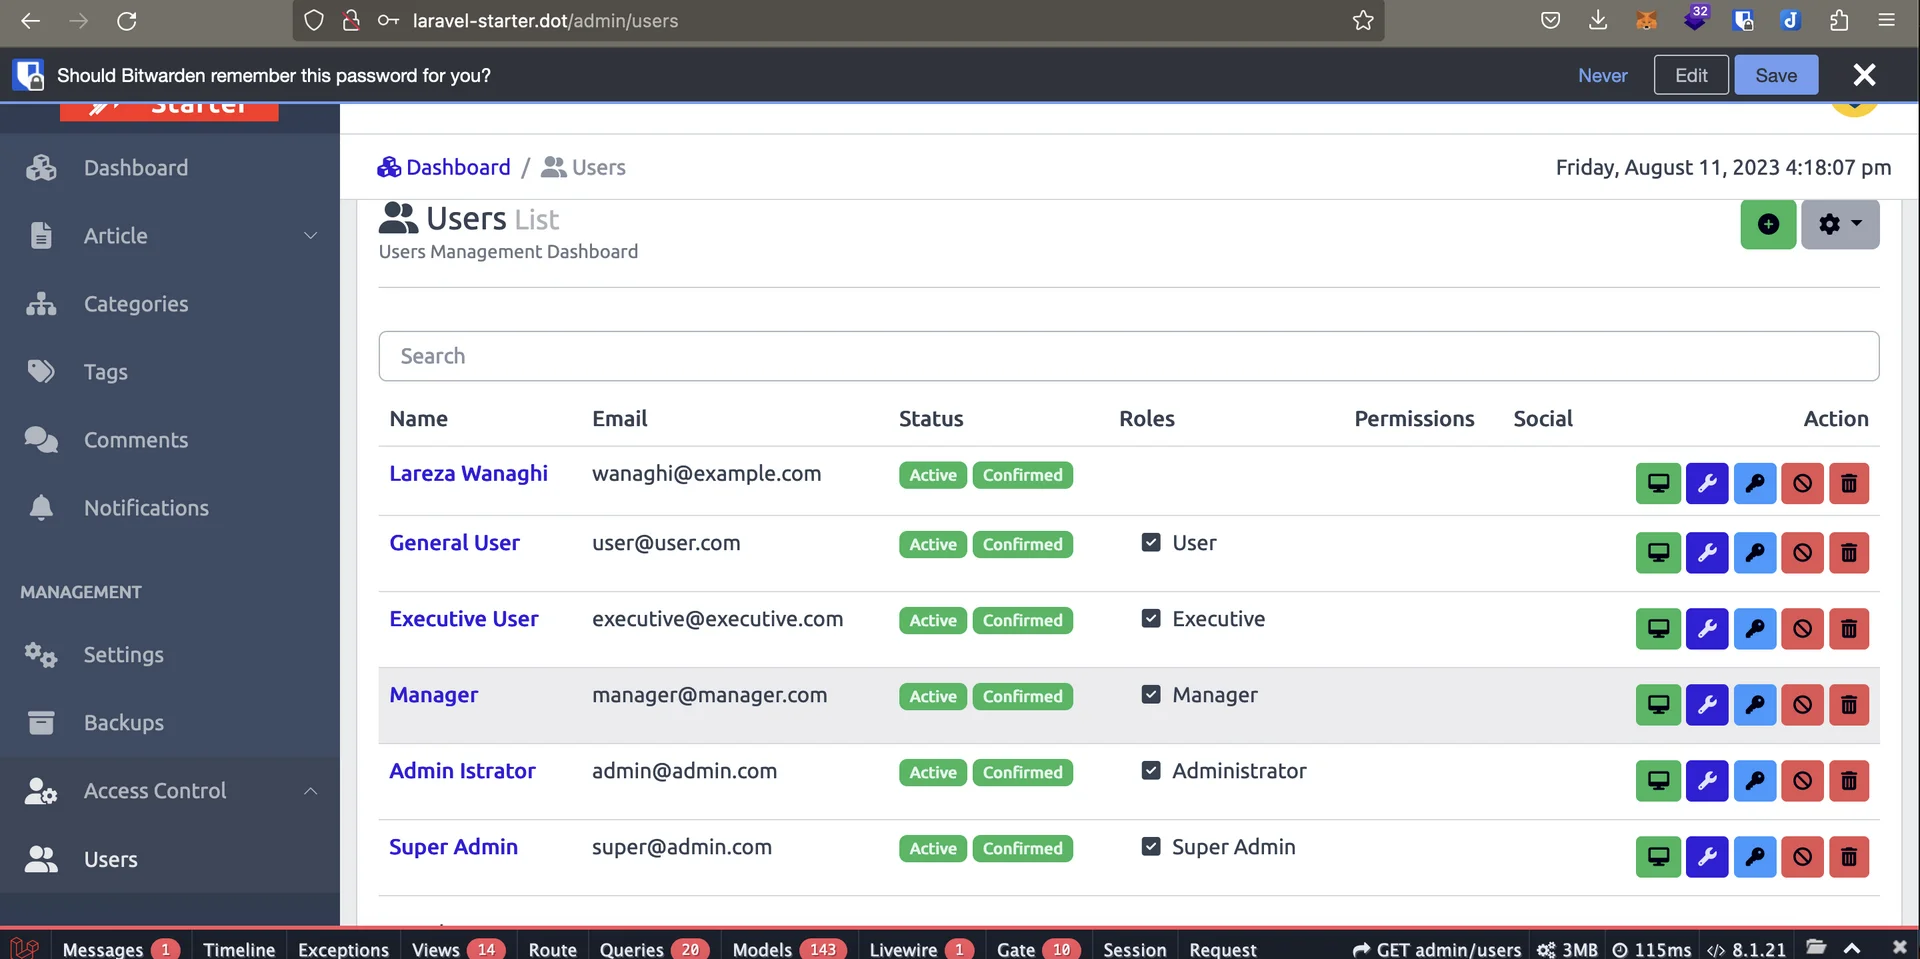 laravel-starter.dot/admin/users
32
Should Bitwarden remember this password for you?
Never
Edit
Save
Starter
Dashboard
Article
Categories
Tags
Comments
Notifications
MANAGEMENT
Settings
Backups
Access Control
Users
Dashboard / Users
Friday, August 11, 2023 4:18:07 pm
Users List
Users Management Dashboard
Search
Name Email Status Roles Permissions Social Action
Lareza Wanaghi wanaghi@example.com Active Confirmed
General User user@user.com Active Confirmed User
Executive User executive@executive.com Active Confirmed Executive
Manager manager@manager.com Active Confirmed Manager
Admin Istrator admin@admin.com Active Confirmed Administrator
Super Admin super@admin.com Active Confirmed Super Admin
Messages 1 Timeline Exceptions Views 14 Route Queries 20 Models 143 Livewire 1 Gate 10 Session Request GET admin/users 3MB 115ms 8.1.21